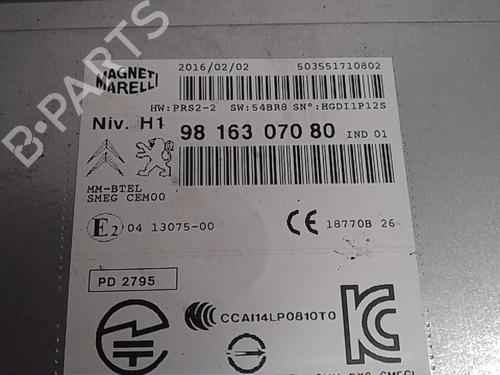 MAGNETI
MARELLI
2016/02/02 503551710802
HW:PRS2-2 SW:54BR8 SN°:HGDI1P12S
Niv. H1 98 163 070 80 IND 01
MM-BTEL
SMEG CEM00
E2 04 13075-00 CE 18770B 26
PD 2795
CCAI14LP0810T0
B-PARTS